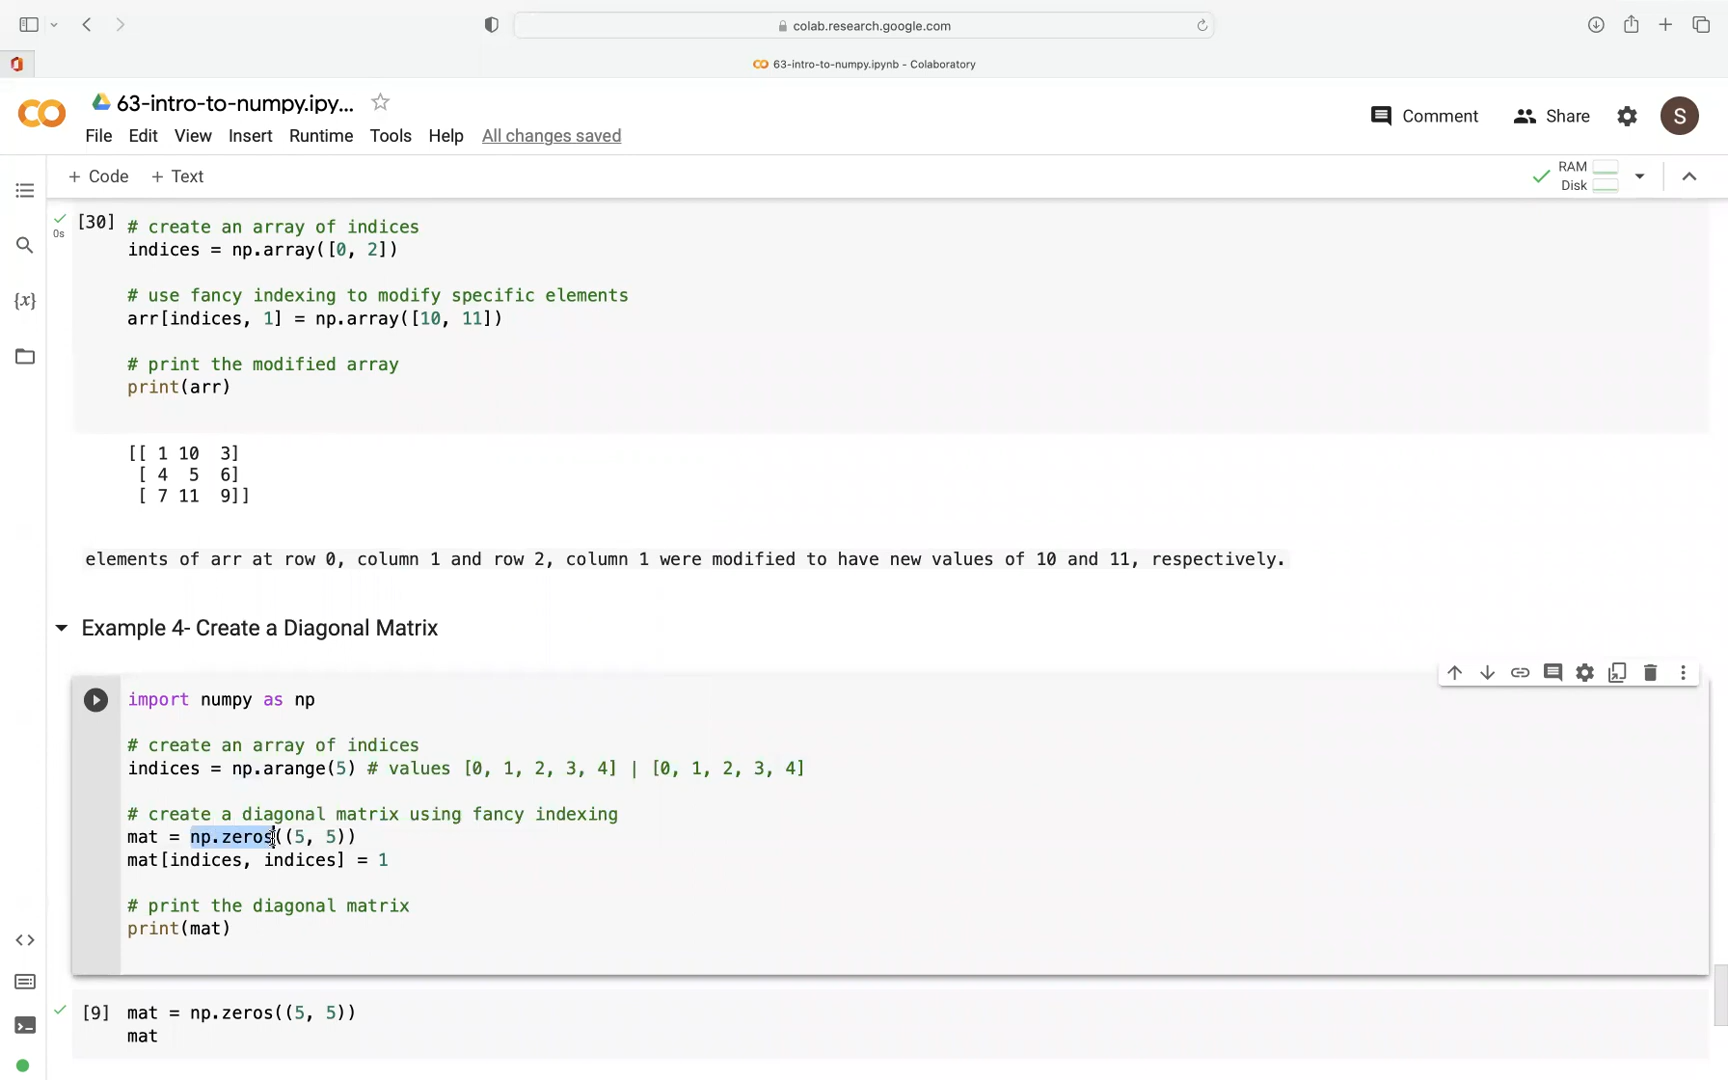 colab.research.google.com
63-intro-to-numpy.ipynb - Colaboratory
63-intro-to-numpy.ipy...
Comment
Share
S
File Edit View Insert Runtime Tools Help All changes saved
+ Code + Text
RAM
Disk
[30] # create an array of indices
0s
indices = np.array([0, 2])
# use fancy indexing to modify specific elements
arr[indices, 1] = np.array([10, 11])
# print the modified array
print(arr)
[[ 1 10 3]
[ 4 5 6]
[ 7 11 9]]
elements of arr at row 0, column 1 and row 2, column 1 were modified to have new values of 10 and 11, respectively.
Example 4- Create a Diagonal Matrix
import numpy as np
# create an array of indices
indices = np.arange(5) # values [0, 1, 2, 3, 4] | [0, 1, 2, 3, 4]
# create a diagonal matrix using fancy indexing
mat = np.zeros((5, 5))
mat[indices, indices] = 1
# print the diagonal matrix
print(mat)
[9] mat = np.zeros((5, 5))
mat